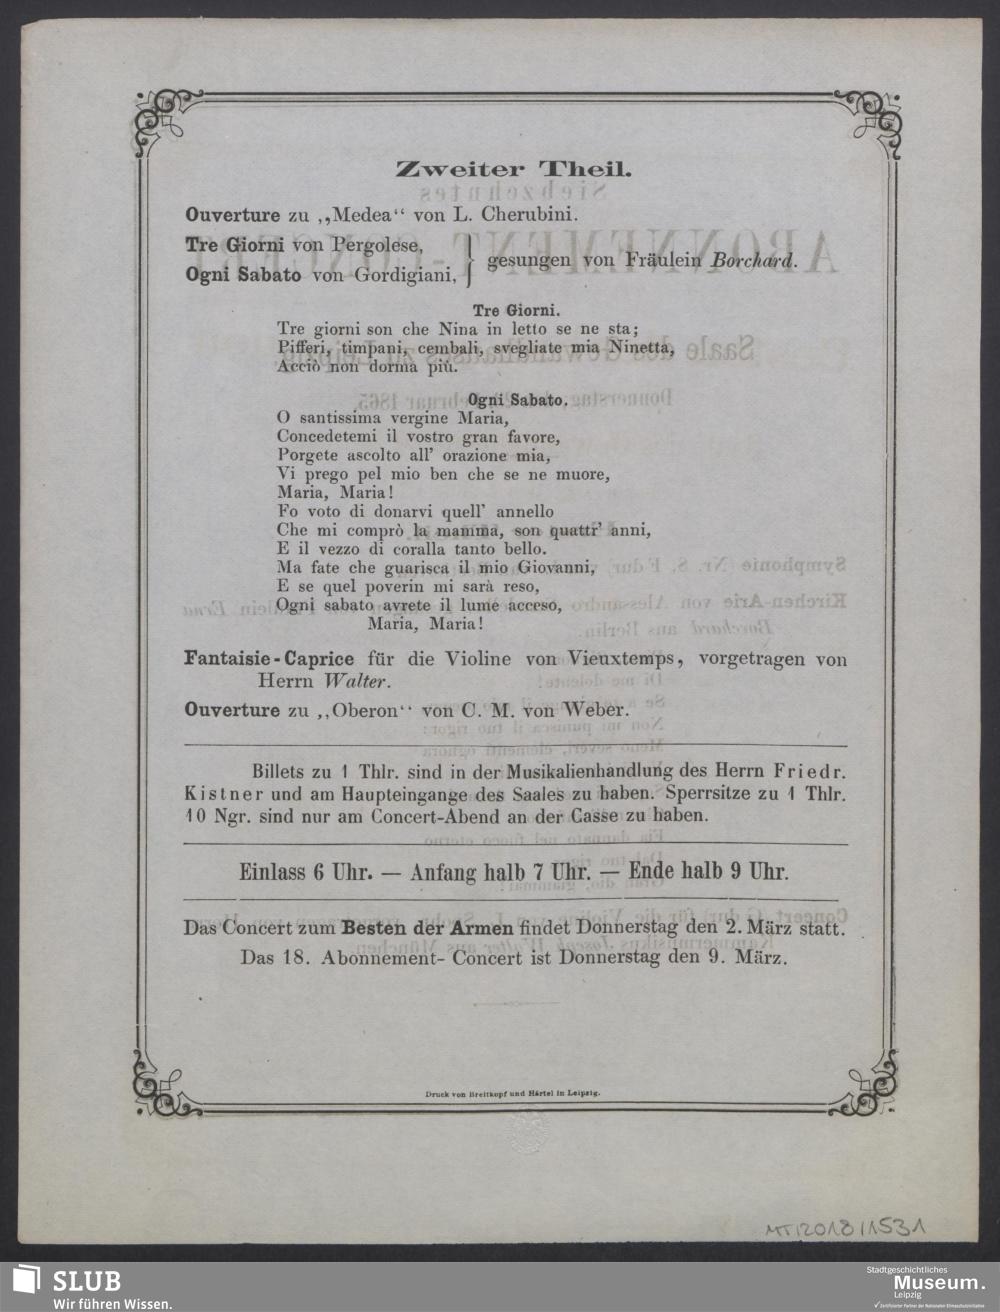 Zweiter Theil.
Ouverture zu ,,Medea“ von L. Cherubini.
Tre Giorni von Pergolese,
Ogni Sabato von Gordigiani,
gesungen von Fräulein Borchard.
Tre Giorni.
Tre giorni son che Nina in letto se ne sta;
Pifferi, timpani, cembali, svegliate mia Ninetta,
Acciò non dorma più.
Ogni Sabato.
O santissima vergine Maria,
Concedetemi il vostro gran favore,
Porgete ascolto all' orazione mia,
Vi prego pel mio ben che se ne muore,
Maria, Maria!
Fo voto di donarvi quell' annello
Che mi comprò la mamma, son quattr' anni,
E il vezzo di coralla tanto bello.
Ma fate che guarisca il mio Giovanni,
E se quel poverin mi sarà reso,
Ogni sabato avrete il lume acceso,
Maria, Maria!
Fantaisie-Caprice für die Violine von Vieuxtemps, vorgetragen von
Herrn Walter.
Ouverture zu ,,Oberon“ von C. M. von Weber.
Billets zu 1 Thlr. sind in der Musikalienhandlung des Herrn Friedr.
Kistner und am Haupteingange des Saales zu haben. Sperrsitze zu 1 Thlr.
10 Ngr. sind nur am Concert-Abend an der Casse zu haben.
Einlass 6 Uhr. — Anfang halb 7 Uhr. — Ende halb 9 Uhr.
Das Concert zum Besten der Armen findet Donnerstag den 2. März statt.
Das 18. Abonnement- Concert ist Donnerstag den 9. März.
Druck von Breitkopf und Härtel in Leipzig.
MT/2018/1531
SLUB
Wir führen Wissen.
Stadtgeschichtliches
Museum.
Leipzig
Zertifizierter Partner der Nationalen Klimaschutzinitiative